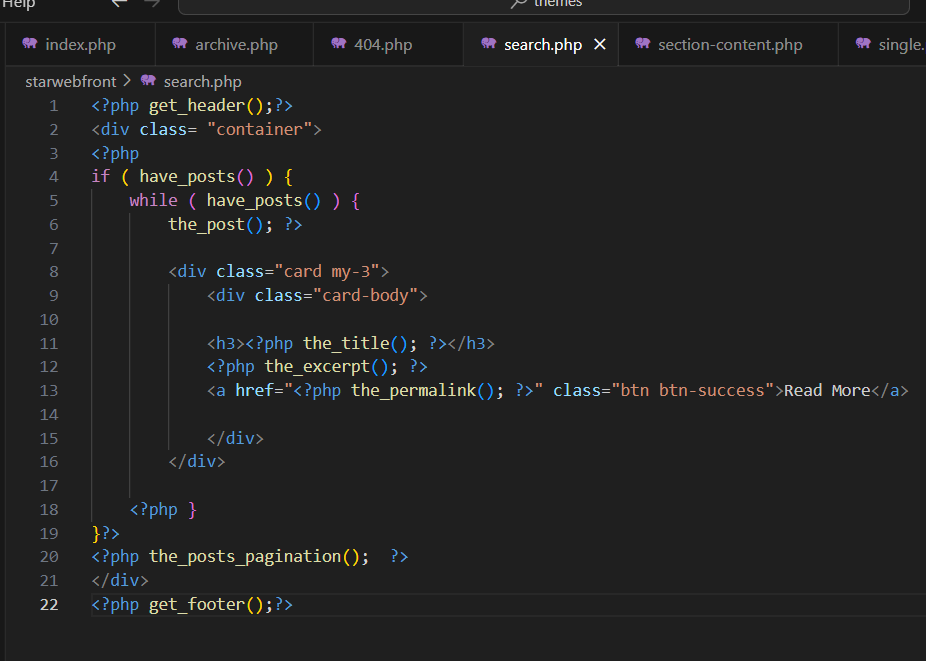 Help themes
index.php archive.php 404.php search.php section-content.php single.
starwebfront > search.php
1 <?php get_header();?>
2 <div class= "container">
3 <?php
4 if ( have_posts() ) {
5     while ( have_posts() ) {
6         the_post(); ?>
7
8         <div class="card my-3">
9             <div class="card-body">
10
11             <h3><?php the_title(); ?></h3>
12             <?php the_excerpt(); ?>
13             <a href="<?php the_permalink(); ?>" class="btn btn-success">Read More</a>
14
15             </div>
16         </div>
17
18     <?php }
19 }?>
20 <?php the_posts_pagination();  ?>
21 </div>
22 <?php get_footer();?>